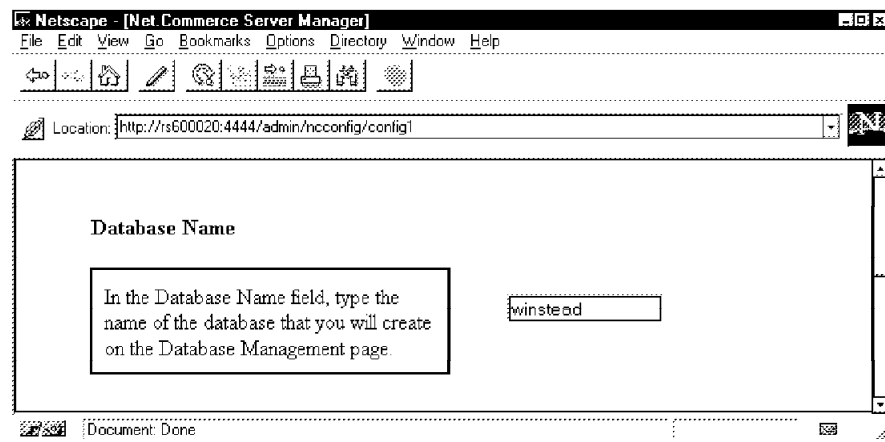 Netscape - [Net.Commerce Server Manager]
File Edit View Go Bookmarks Options Directory Window Help
Location: http://rs600020:4444/admin/ncconfig/config1
N
Database Name
In the Database Name field, type the
name of the database that you will create
on the Database Management page.
winstead
Document: Done